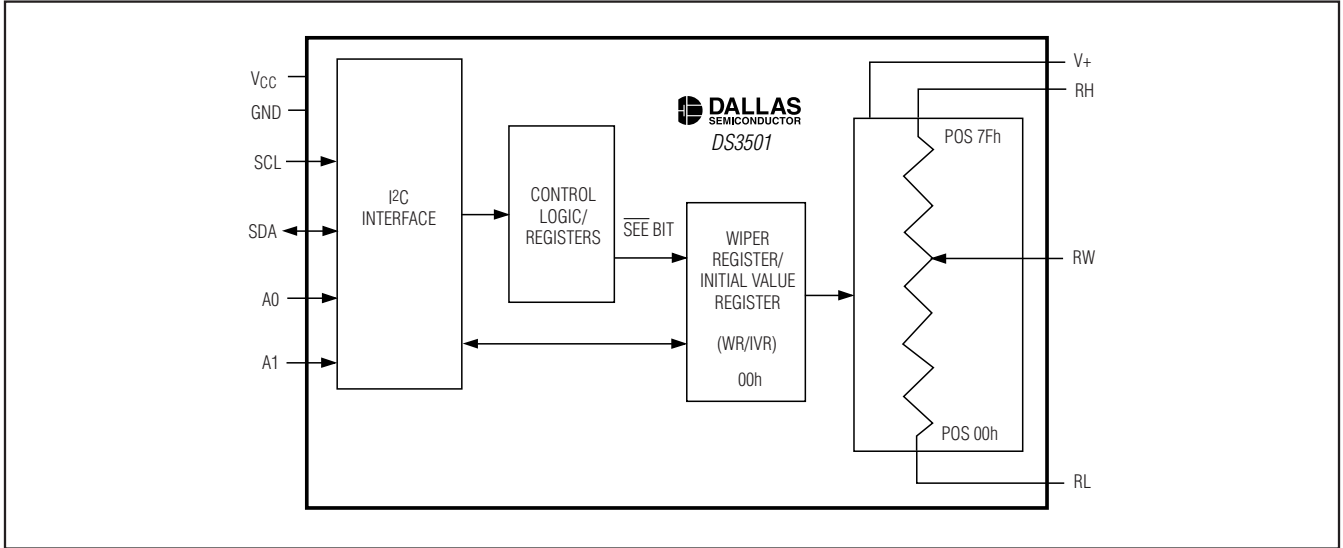 VCC
GND
SCL
SDA
A0
A1
I2C
INTERFACE
CONTROL
LOGIC/
REGISTERS
SEE BIT
DALLAS
SEMICONDUCTOR
DS3501
WIPER
REGISTER/
INITIAL VALUE
REGISTER
(WR/IVR)
00h
POS 7Fh
POS 00h
V+
RH
RW
RL